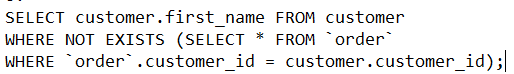 SELECT customer.first_name FROM customer
WHERE NOT EXISTS (SELECT * FROM `order`
WHERE `order`.customer_id = customer.customer_id);